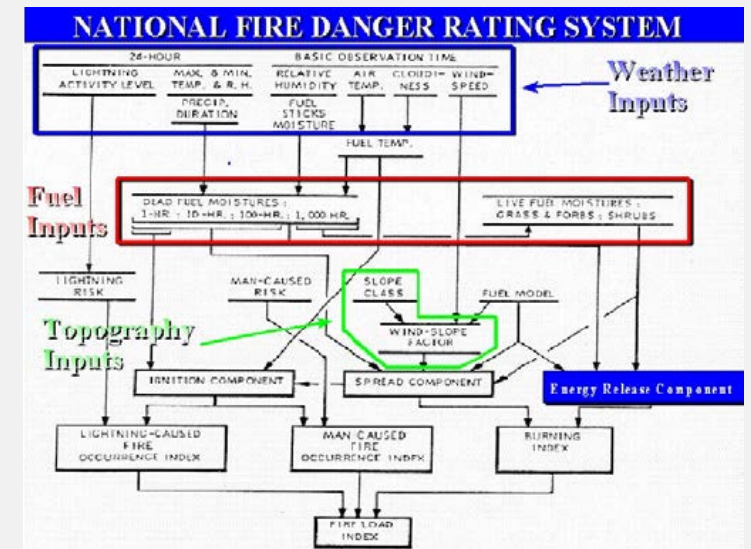 NATIONAL FIRE DANGER RATING SYSTEM
24-HOUR
BASIC OBSERVATION TIME
LIGHTNING
ACTIVITY LEVEL
MAX. & MIN.
TEMP. & R. H.
RELATIVE
HUMIDITY
AIR
TEMP.
CLOUDI-
NESS
WIND-
SPEED
Weather
Inputs
PRECIP.
DURATION
FUEL
STICKS
MOISTURE
FUEL TEMP.
Fuel
Inputs
DEAD FUEL MOISTURES :
1-HR. ; 10-HR. ; 100-HR. ; 1,000 HR.
LIVE FUEL MOISTURES :
GRASS & FORBS ; SHRUBS
LIGHTNING
RISK
MAN-CAUSED
RISK
SLOPE
CLASS
FUEL MODEL
Topography
Inputs
WIND-SLOPE
FACTOR
IGNITION COMPONENT
SPREAD COMPONENT
Energy Release Component
LIGHTNING-CAUSED
FIRE
OCCURRENCE INDEX
MAN-CAUSED
FIRE
OCCURRENCE INDEX
BURNING
INDEX
FIRE LOAD
INDEX